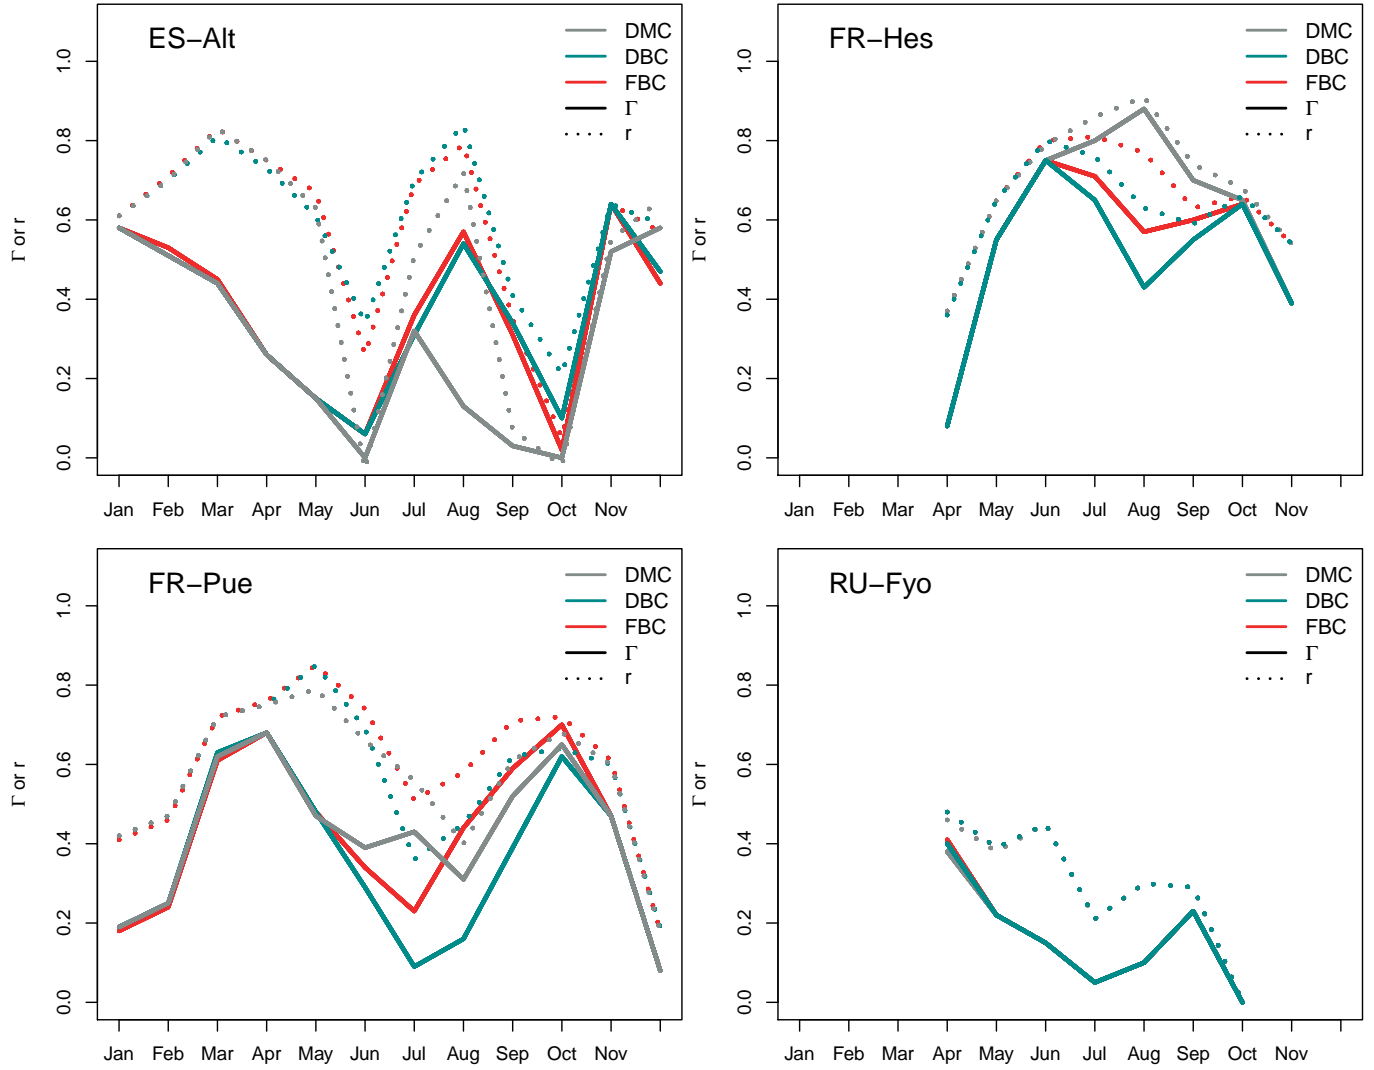 ES–Alt
DMC
DBC
FBC
Γ
r
Γ or r
1.0
0.8
0.6
0.4
0.2
0.0
Jan Feb Mar Apr May Jun Jul Aug Sep Oct Nov
FR–Hes
DMC
DBC
FBC
Γ
r
Γ or r
1.0
0.8
0.6
0.4
0.2
0.0
Jan Feb Mar Apr May Jun Jul Aug Sep Oct Nov
FR–Pue
DMC
DBC
FBC
Γ
r
Γ or r
1.0
0.8
0.6
0.4
0.2
0.0
Jan Feb Mar Apr May Jun Jul Aug Sep Oct Nov
RU–Fyo
DMC
DBC
FBC
Γ
r
Γ or r
1.0
0.8
0.6
0.4
0.2
0.0
Jan Feb Mar Apr May Jun Jul Aug Sep Oct Nov